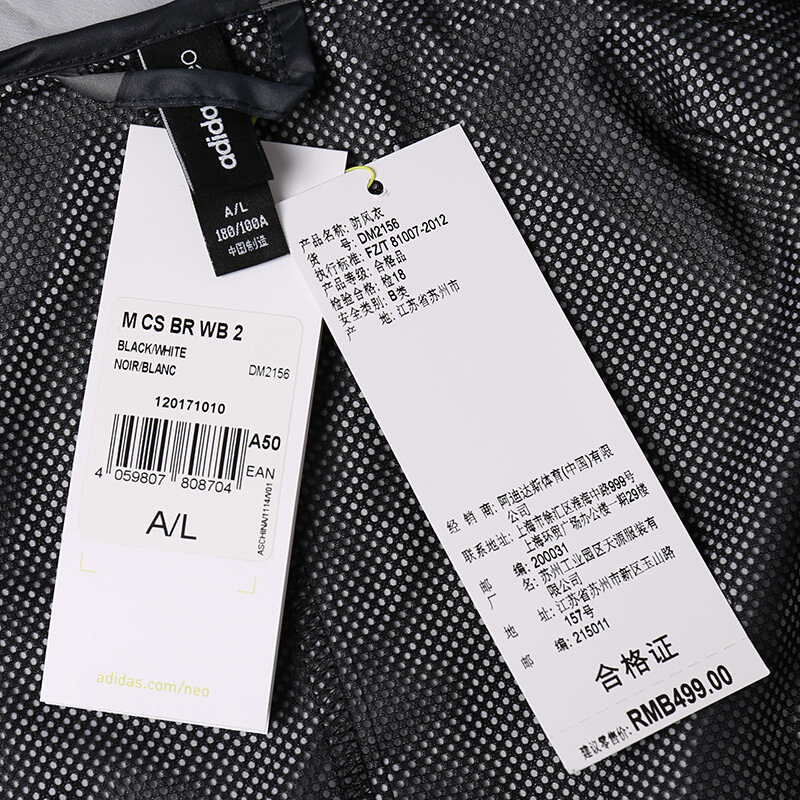 adidas
A/L
180/100A
中国制造
M CS BR WB 2
BLACK/WHITE
NOIR/BLANC DM2156
120171010
A50
EAN
4 059807 808704
A/L
ASCHINA/1114/V01
adidas.com/neo
产品名称: 防风衣
货 号: DM2156
执行标准: FZ/T 81007-2012
产品等级: 合格品
检验合格: 检18
安全类别: B类
产 地: 江苏省苏州市
经 销 商: 阿迪达斯体育(中国)有限
公司
联系地址: 上海市徐汇区淮海中路999号
上海环贸广场办公楼一期29楼
邮 编: 200031
厂 名: 苏州工业园区天源服装有
限公司
地 址: 江苏省苏州市新区玉山路
157号
邮 编: 215011
合格证
建议零售价: RMB499.00